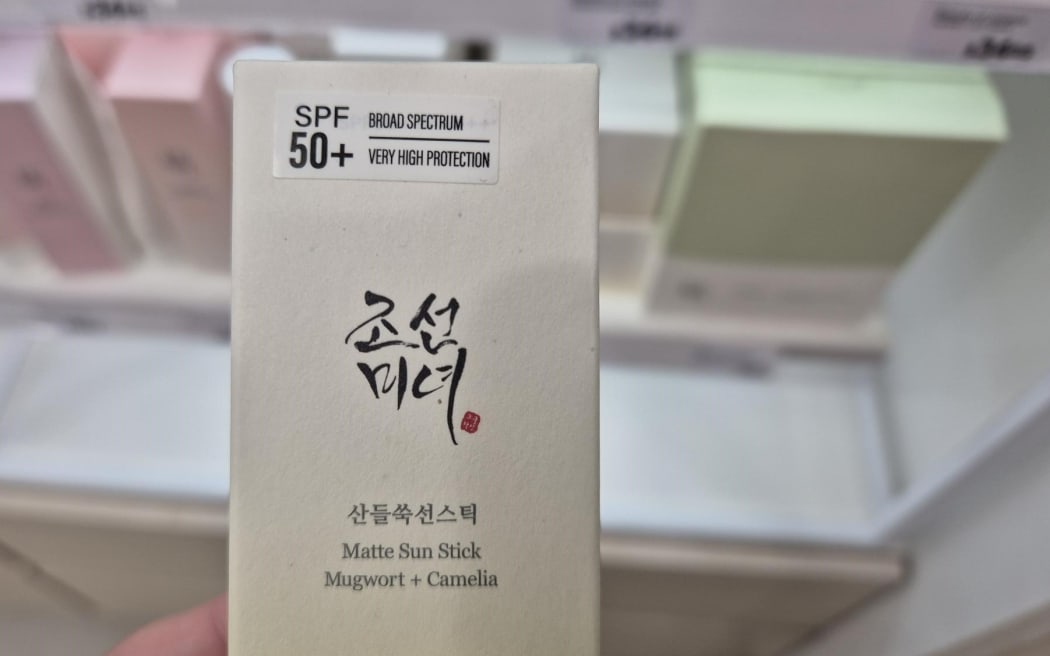 SPF
50+
BROAD SPECTRUM
VERY HIGH PROTECTION
조선
미녀
산들쑥선스틱
Matte Sun Stick
Mugwort + Camelia